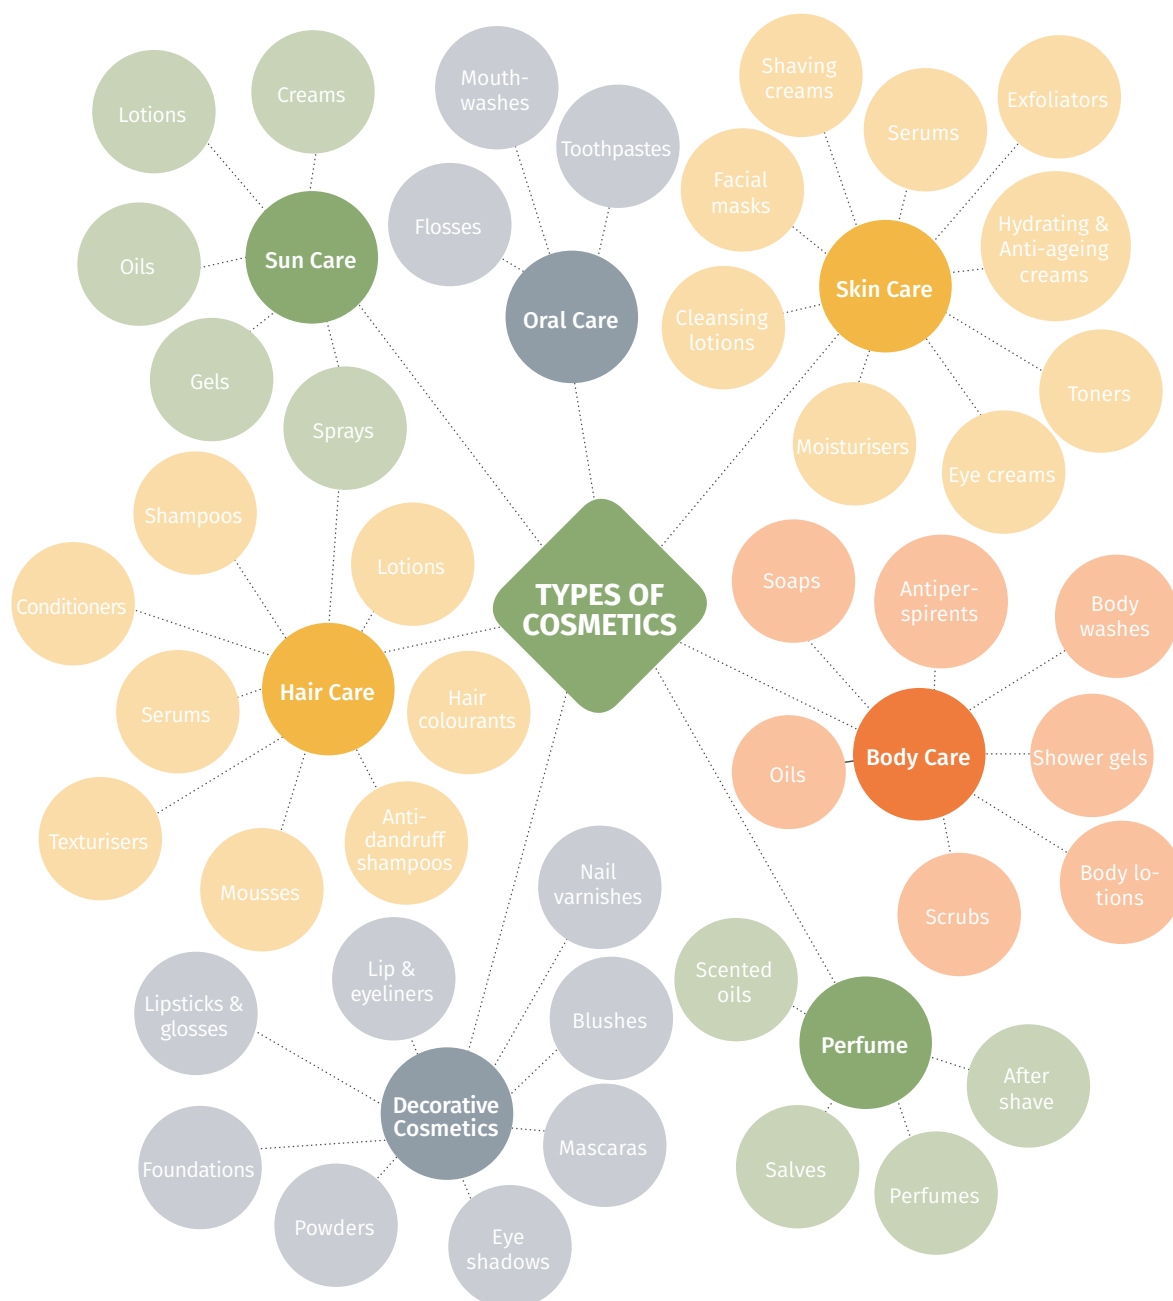 Lotions
Creams
Oils
Sun Care
Gels
Sprays
Mouth-
washes
Toothpastes
Flosses
Oral Care
Shaving
creams
Serums
Exfoliators
Facial
masks
Hydrating &
Anti-ageing
creams
Skin Care
Cleansing
lotions
Toners
Moisturisers
Eye creams
TYPES OF
COSMETICS
Shampoos
Lotions
Conditioners
Hair Care
Serums
Hair
colourants
Texturisers
Mousses
Anti-
dandruff
shampoos
Soaps
Antiper-
spirents
Body
washes
Body Care
Oils
Shower gels
Body lo-
tions
Scrubs
Nail
varnishes
Lip &
eyeliners
Lipsticks &
glosses
Blushes
Decorative
Cosmetics
Mascaras
Foundations
Powders
Eye
shadows
Scented
oils
Perfume
After
shave
Salves
Perfumes